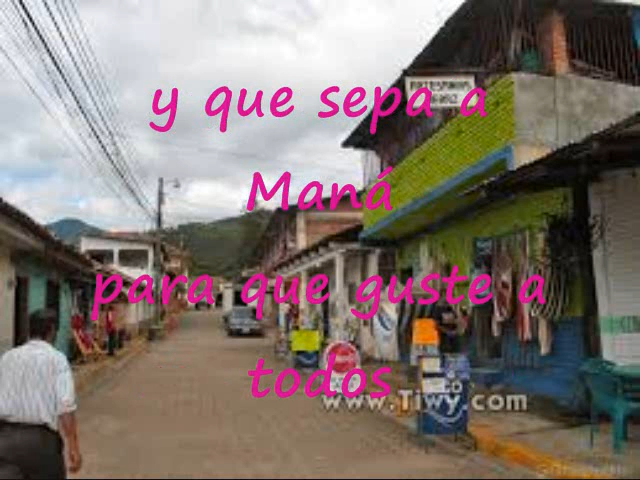 y que sepa a
Maná
para que guste a
todos
www.Tiwy.com